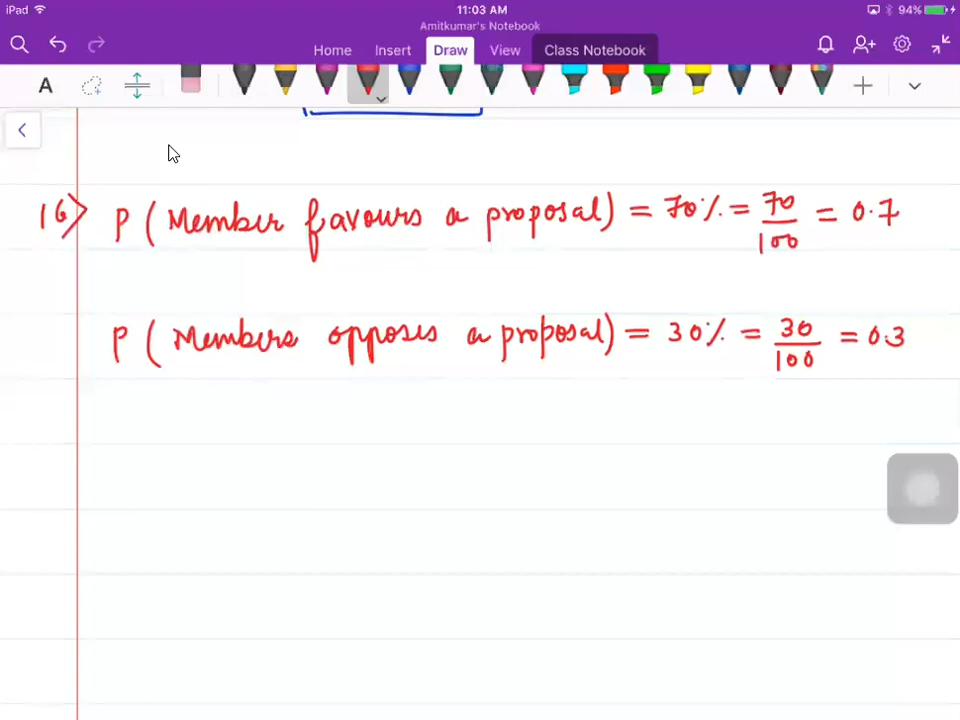 iPad 11:03 AM 94%
Amitkumar's Notebook
Home Insert Draw View Class Notebook
A
16> P ( Member favours a proposal) = 70% = 70/100 = 0.7
P ( Members opposes a proposal) = 30% = 30/100 = 0.3